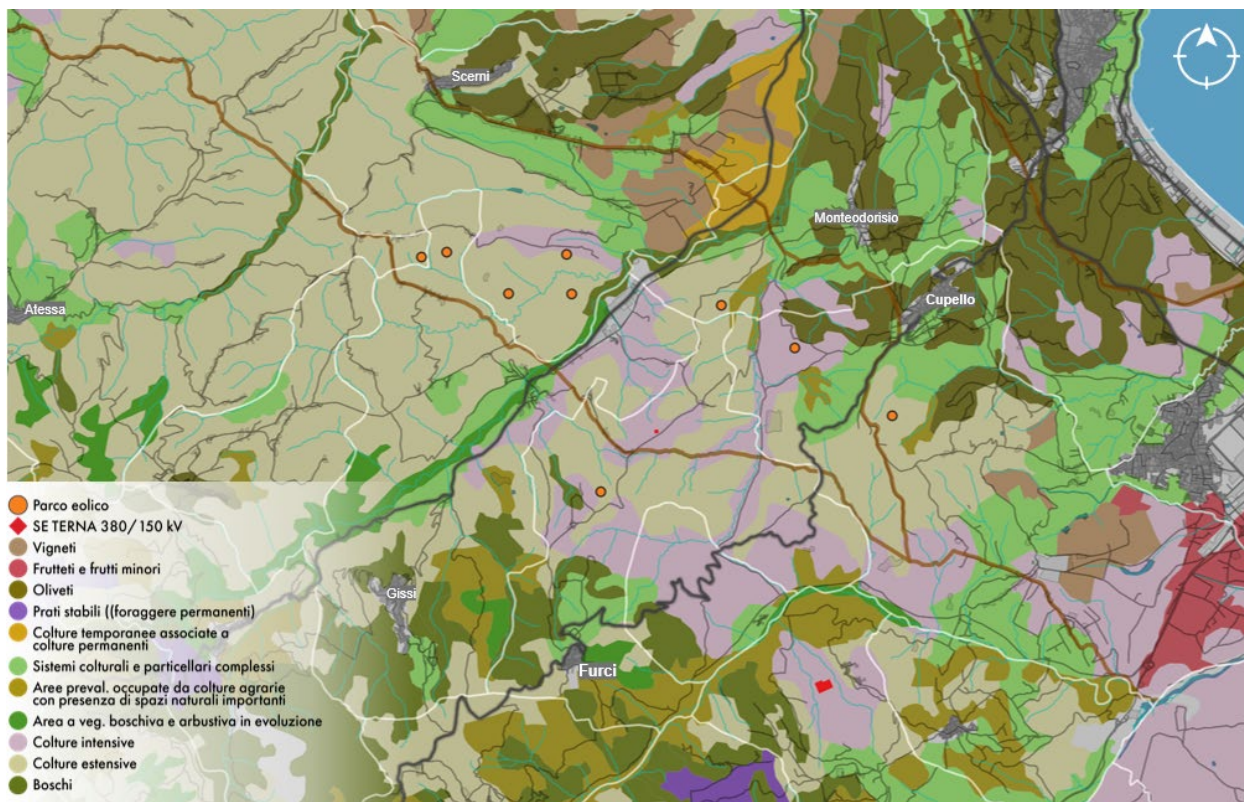 Scerni
Monteodorisio
Atessa
Cupello
Gissi
Furci
Parco eolico
SE TERNA 380/150 kV
Vigneti
Frutteti e frutti minori
Oliveti
Prati stabili ((foraggere permanenti)
Colture temporanee associate a
colture permanenti
Sistemi colturali e particellari complessi
Aree preval. occupate da colture agrarie
con presenza di spazi naturali importanti
Area a veg. boschiva e arbustiva in evoluzione
Colture intensive
Colture estensive
Boschi